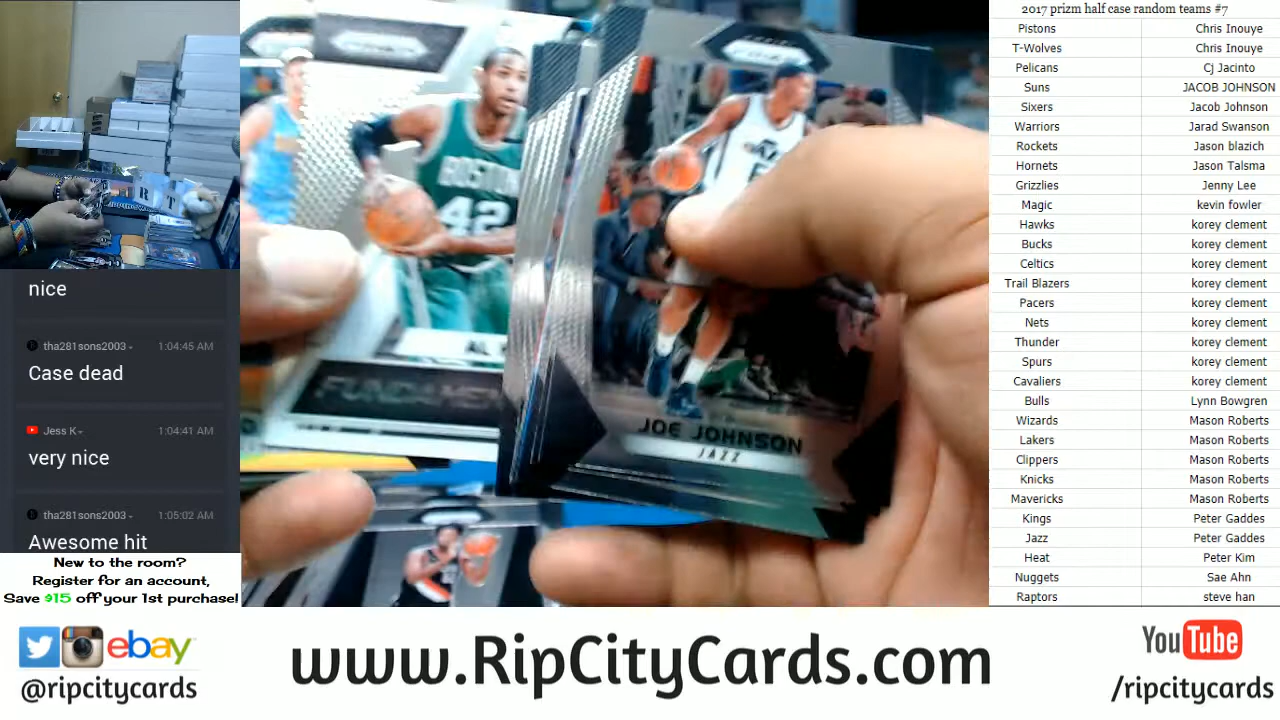 nice
tha281sons2003
1:04:45 AM
Case dead
Jess K
1:04:41 AM
very nice
tha281sons2003
1:05:02 AM
Awesome hit
New to the room?
Register for an account,
Save $15 off your 1st purchase!
BOSTON
42
JOE JOHNSON
JAZZ
2017 prizm half case random teams #7
Pistons Chris Inouye
T-Wolves Chris Inouye
Pelicans Cj Jacinto
Suns JACOB JOHNSON
Sixers Jacob Johnson
Warriors Jarad Swanson
Rockets Jason blazich
Hornets Jason Talsma
Grizzlies Jenny Lee
Magic kevin fowler
Hawks korey clement
Bucks korey clement
Celtics korey clement
Trail Blazers korey clement
Pacers korey clement
Nets korey clement
Thunder korey clement
Spurs korey clement
Cavaliers korey clement
Bulls Lynn Bowgren
Wizards Mason Roberts
Lakers Mason Roberts
Clippers Mason Roberts
Knicks Mason Roberts
Mavericks Mason Roberts
Kings Peter Gaddes
Jazz Peter Gaddes
Heat Peter Kim
Nuggets Sae Ahn
Raptors steve han
ebay
@ripcitycards
www.RipCityCards.com
YouTube
/ripcitycards